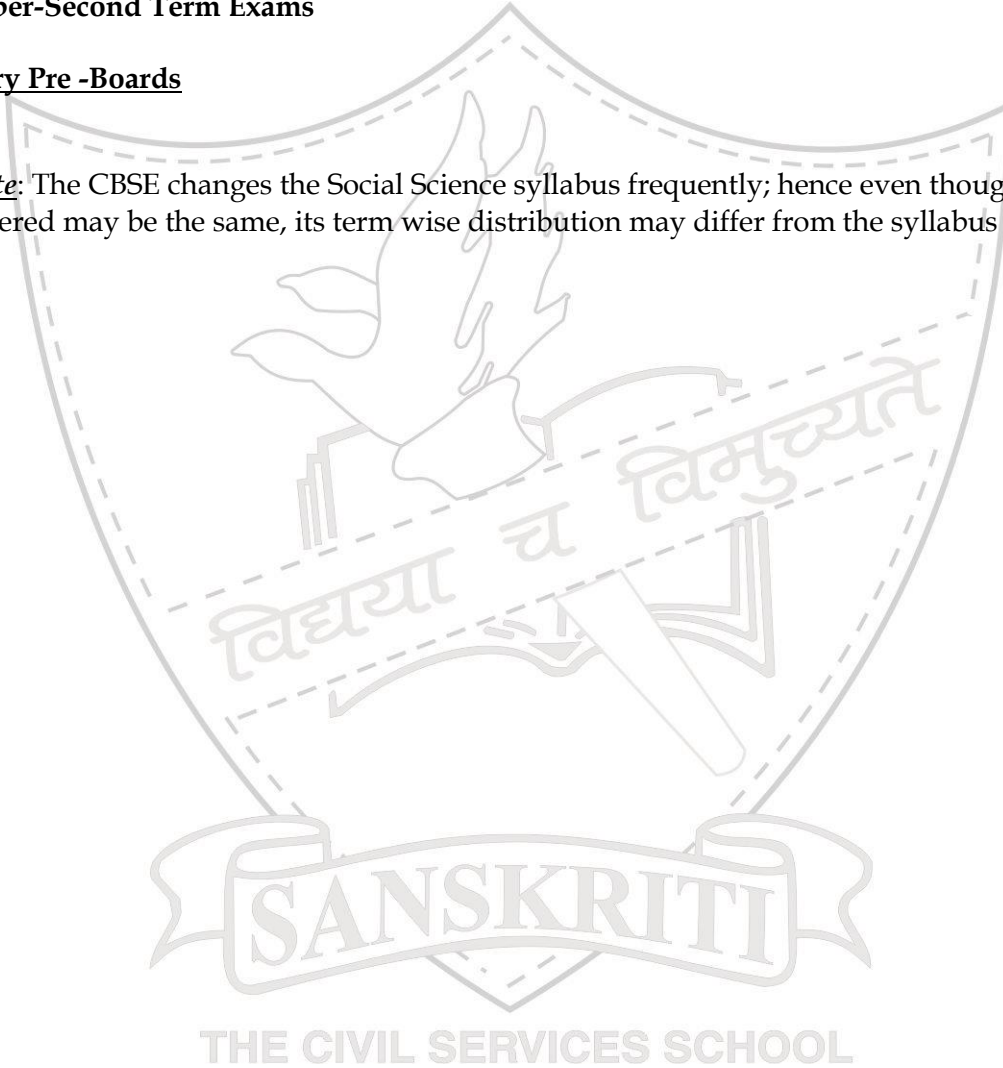 ber-Second Term Exams
ry Pre -Boards
te: The CBSE changes the Social Science syllabus frequently; hence even thoug
ered may be the same, its term wise distribution may differ from the syllabus
विद्यया च विमुच्यते
SANSKRITI
THE CIVIL SERVICES SCHOOL